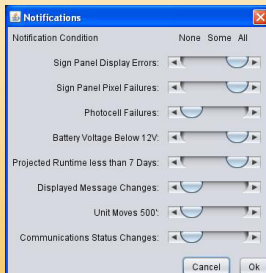 Notifications
Notification Condition None Some All
Sign Panel Display Errors:
Sign Panel Pixel Failures:
Photocell Failures:
Battery Voltage Below 12V:
Projected Runtime less than 7 Days:
Displayed Message Changes:
Unit Moves 500':
Communications Status Changes:
Cancel Ok